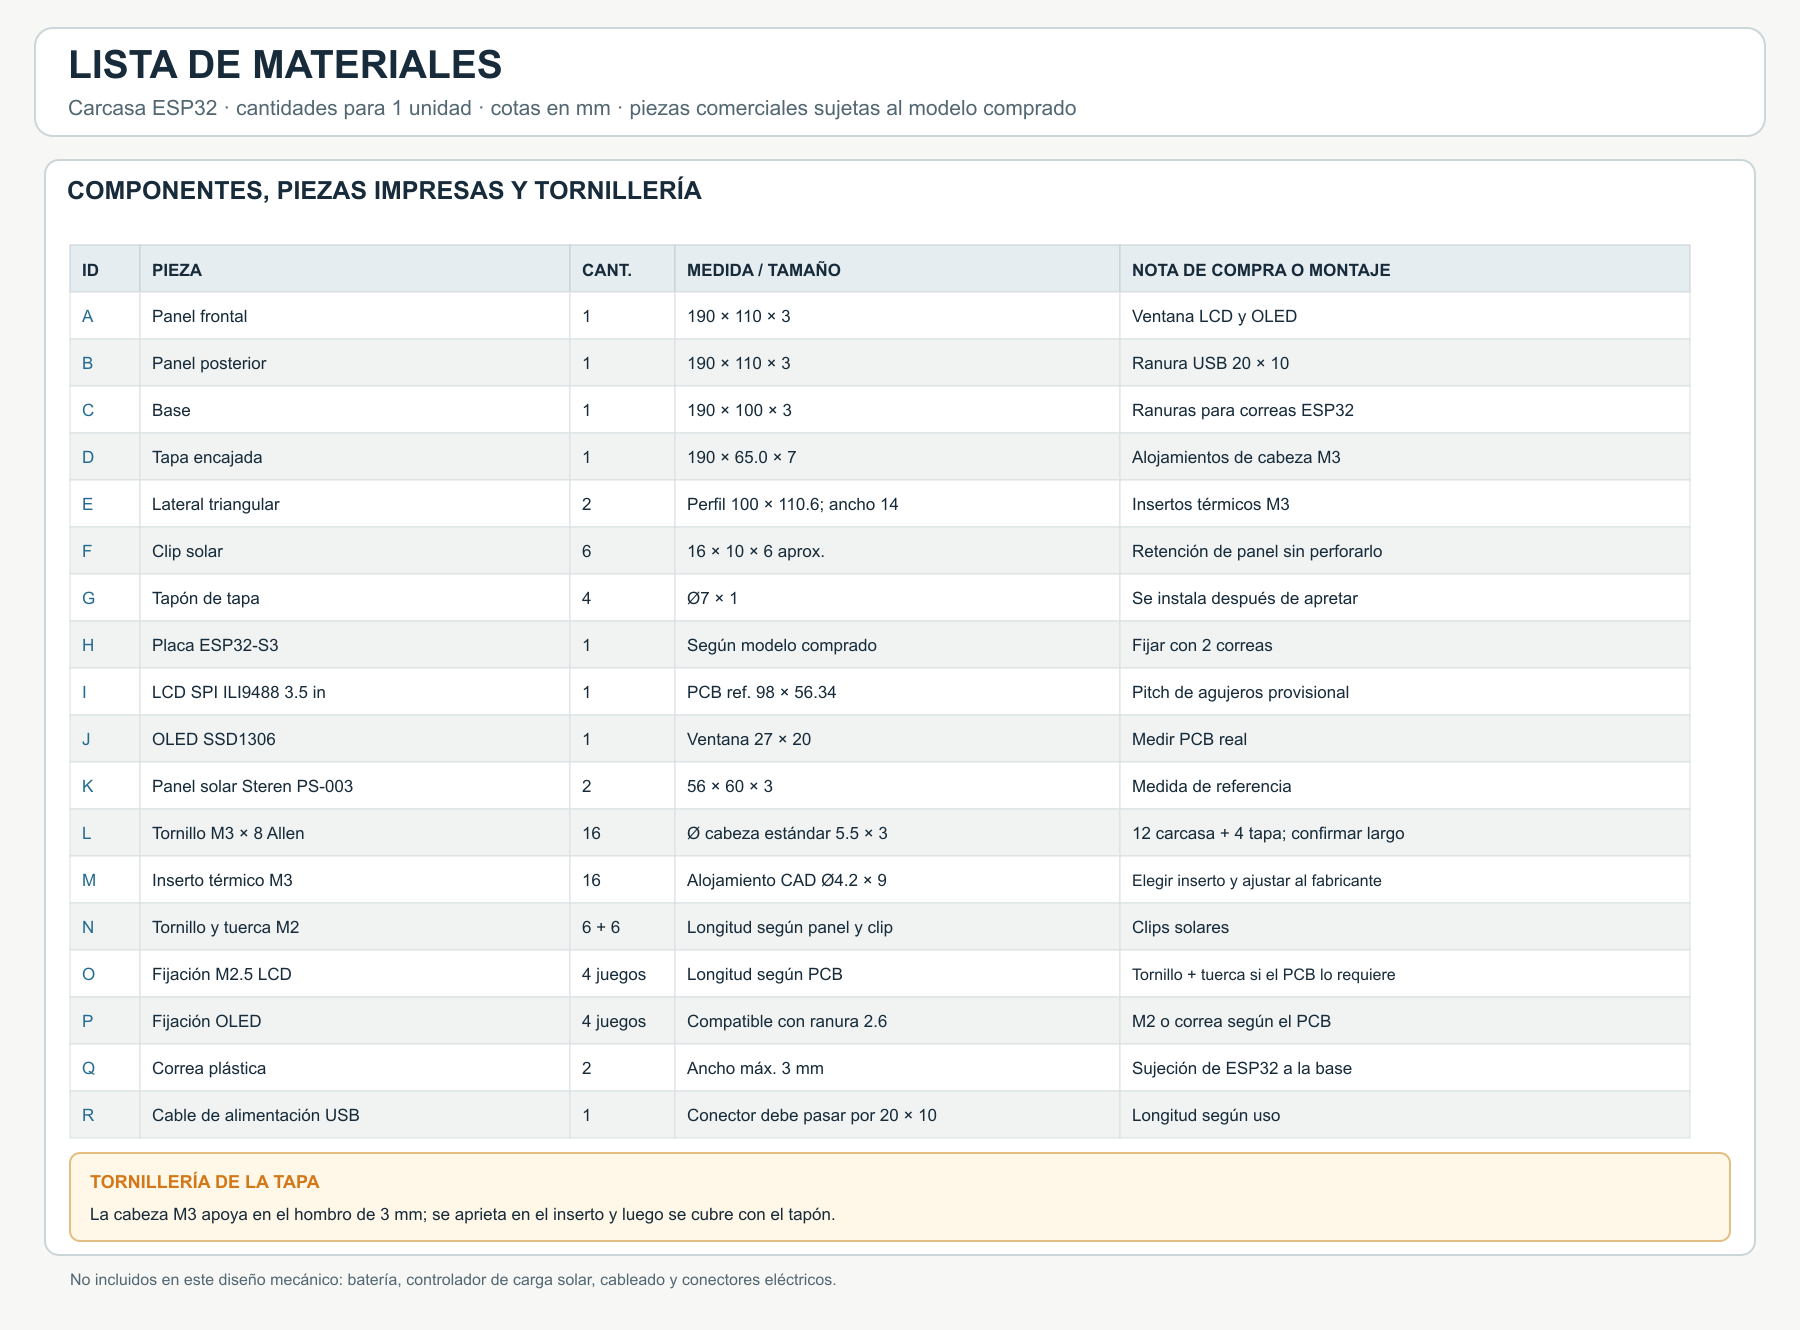 LISTA DE MATERIALES
Carcasa ESP32 · cantidades para 1 unidad · cotas en mm · piezas comerciales sujetas al modelo comprado
COMPONENTES, PIEZAS IMPRESAS Y TORNILLERÍA
ID PIEZA CANT. MEDIDA / TAMAÑO NOTA DE COMPRA O MONTAJE
A Panel frontal 1 190 × 110 × 3 Ventana LCD y OLED
B Panel posterior 1 190 × 110 × 3 Ranura USB 20 × 10
C Base 1 190 × 100 × 3 Ranuras para correas ESP32
D Tapa encajada 1 190 × 65.0 × 7 Alojamientos de cabeza M3
E Lateral triangular 2 Perfil 100 × 110.6; ancho 14 Insertos térmicos M3
F Clip solar 6 16 × 10 × 6 aprox. Retención de panel sin perforarlo
G Tapón de tapa 4 Ø7 × 1 Se instala después de apretar
H Placa ESP32-S3 1 Según modelo comprado Fijar con 2 correas
I LCD SPI ILI9488 3.5 in 1 PCB ref. 98 × 56.34 Pitch de agujeros provisional
J OLED SSD1306 1 Ventana 27 × 20 Medir PCB real
K Panel solar Steren PS-003 2 56 × 60 × 3 Medida de referencia
L Tornillo M3 × 8 Allen 16 Ø cabeza estándar 5.5 × 3 12 carcasa + 4 tapa; confirmar largo
M Inserto térmico M3 16 Alojamiento CAD Ø4.2 × 9 Elegir inserto y ajustar al fabricante
N Tornillo y tuerca M2 6 + 6 Longitud según panel y clip Clips solares
O Fijación M2.5 LCD 4 juegos Longitud según PCB Tornillo + tuerca si el PCB lo requiere
P Fijación OLED 4 juegos Compatible con ranura 2.6 M2 o correa según el PCB
Q Correa plástica 2 Ancho máx. 3 mm Sujeción de ESP32 a la base
R Cable de alimentación USB 1 Conector debe pasar por 20 × 10 Longitud según uso
TORNILLERÍA DE LA TAPA
La cabeza M3 apoya en el hombro de 3 mm; se aprieta en el inserto y luego se cubre con el tapón.
No incluidos en este diseño mecánico: batería, controlador de carga solar, cableado y conectores eléctricos.